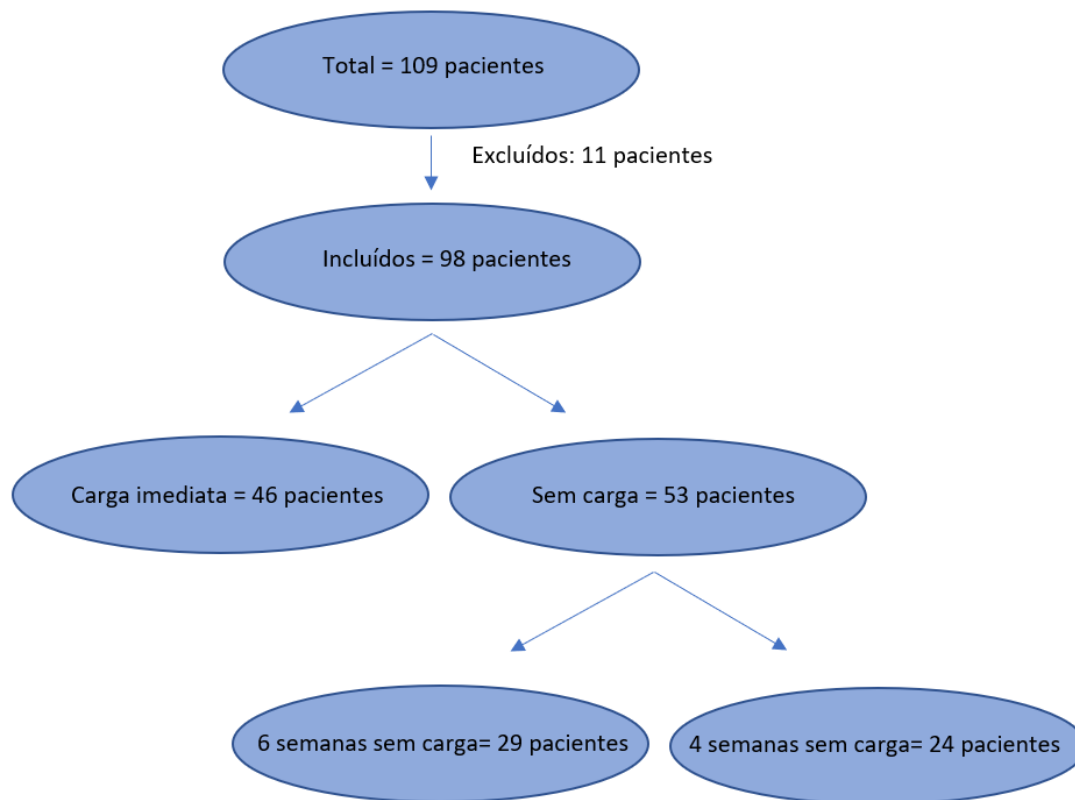 Total = 109 pacientes
Excluídos: 11 pacientes
Incluídos = 98 pacientes
Carga imediata = 46 pacientes
Sem carga = 53 pacientes
6 semanas sem carga= 29 pacientes
4 semanas sem carga= 24 pacientes